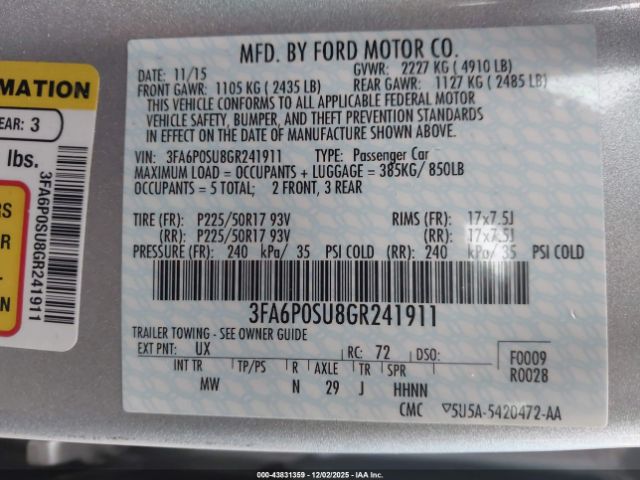 MATION
EAR: 3
lbs.
RS
R
ON
3FA6P0SU8GR241911
MFD. BY FORD MOTOR CO.
DATE: 11/15 GVWR: 2227 KG ( 4910 LB)
FRONT GAWR: 1105 KG ( 2435 LB) REAR GAWR: 1127 KG ( 2485 LB)
THIS VEHICLE CONFORMS TO ALL APPLICABLE FEDERAL MOTOR
VEHICLE SAFETY, BUMPER, AND THEFT PREVENTION STANDARDS
IN EFFECT ON THE DATE OF MANUFACTURE SHOWN ABOVE.
VIN: 3FA6P0SU8GR241911 TYPE: Passenger Car
MAXIMUM LOAD = OCCUPANTS + LUGGAGE = 385KG/ 850LB
OCCUPANTS = 5 TOTAL; 2 FRONT, 3 REAR
TIRE (FR): P225/50R17 93V RIMS (FR): 17x7.5J
(RR): P225/50R17 93V (RR): 17x7.5J
PRESSURE (FR): 240 kPa/ 35 PSI COLD (RR): 240 kPa/ 35 PSI COLD
3FA6P0SU8GR241911
TRAILER TOWING - SEE OWNER GUIDE
EXT PNT: UX RC: 72 DSO: F0009
R0028
INT TR TP/PS R AXLE TR SPR
MW N 29 J HHNN
CMC ▽5U5A-5420472-AA
00-43831359 - 12/02/2025 - IAA Inc.